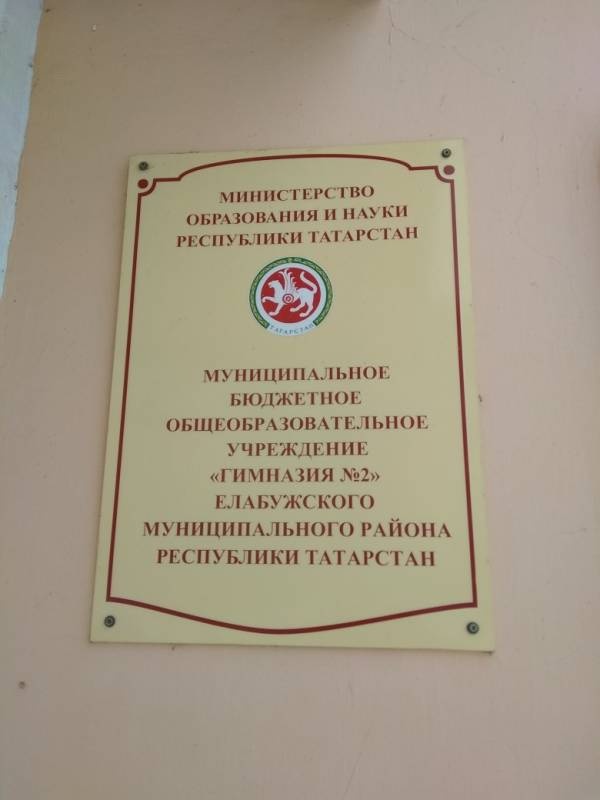 МИНИСТЕРСТВО
ОБРАЗОВАНИЯ И НАУКИ
РЕСПУБЛИКИ ТАТАРСТАН
ТАТАРСТАН
МУНИЦИПАЛЬНОЕ
БЮДЖЕТНОЕ
ОБЩЕОБРАЗОВАТЕЛЬНОЕ
УЧРЕЖДЕНИЕ
«ГИМНАЗИЯ №2»
ЕЛАБУЖСКОГО
МУНИЦИПАЛЬНОГО РАЙОНА
РЕСПУБЛИКИ ТАТАРСТАН